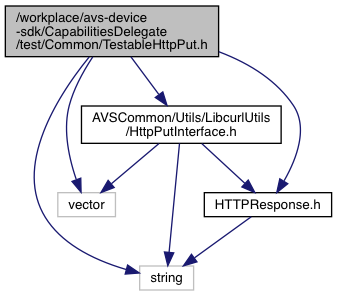 /workplace/avs-device
-sdk/CapabilitiesDelegate
/test/Common/TestableHttpPut.h
AVSCommon/Utils/LibcurlUtils
/HttpPutInterface.h
vector
HTTPResponse.h
string